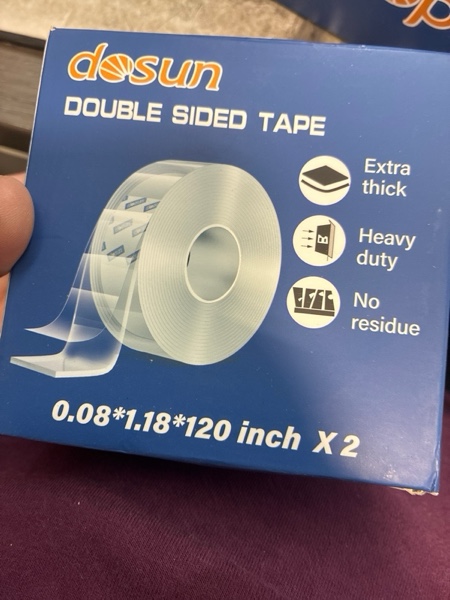 dosun
DOUBLE SIDED TAPE
Extra
thick
Heavy
duty
No
residue
0.08*1.18*120 inch X 2